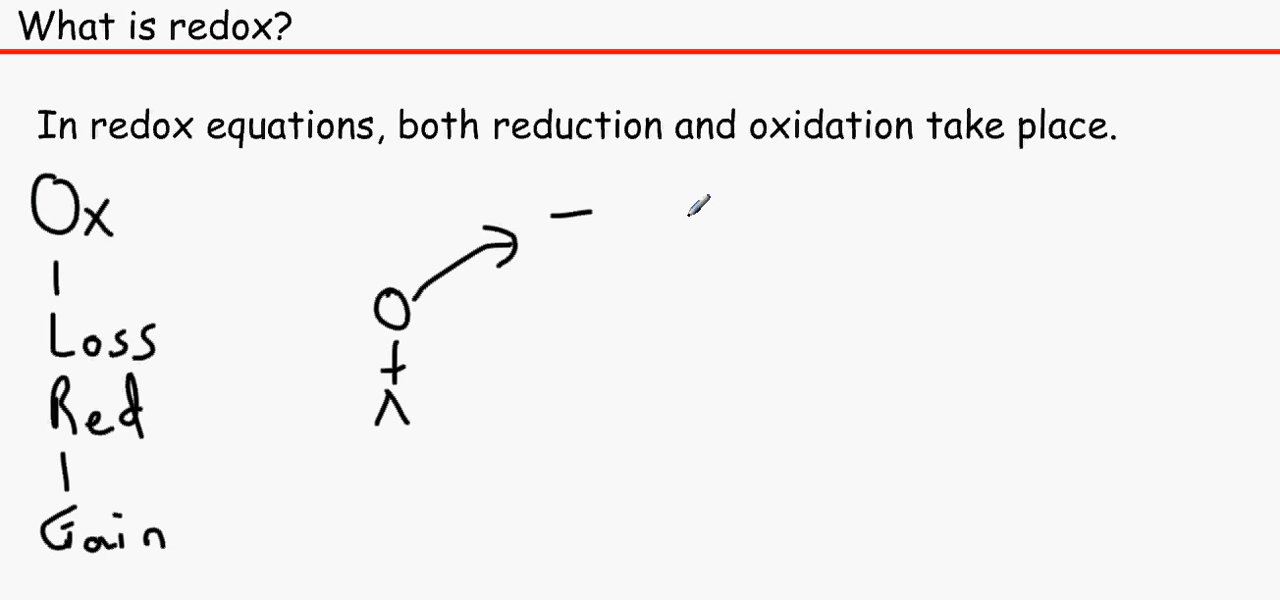 What is redox?
In redox equations, both reduction and oxidation take place.
Ox
I
Loss
Red
I
Gain